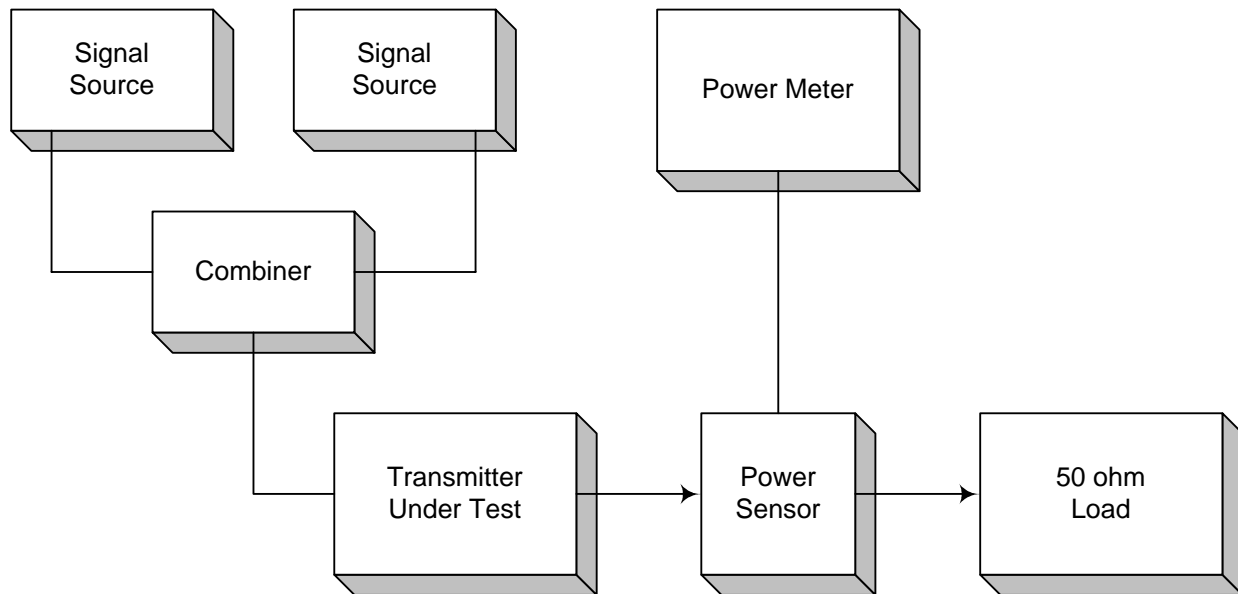 Signal
Source
Signal
Source
Power Meter
Combiner
Transmitter
Under Test
Power
Sensor
50 ohm
Load